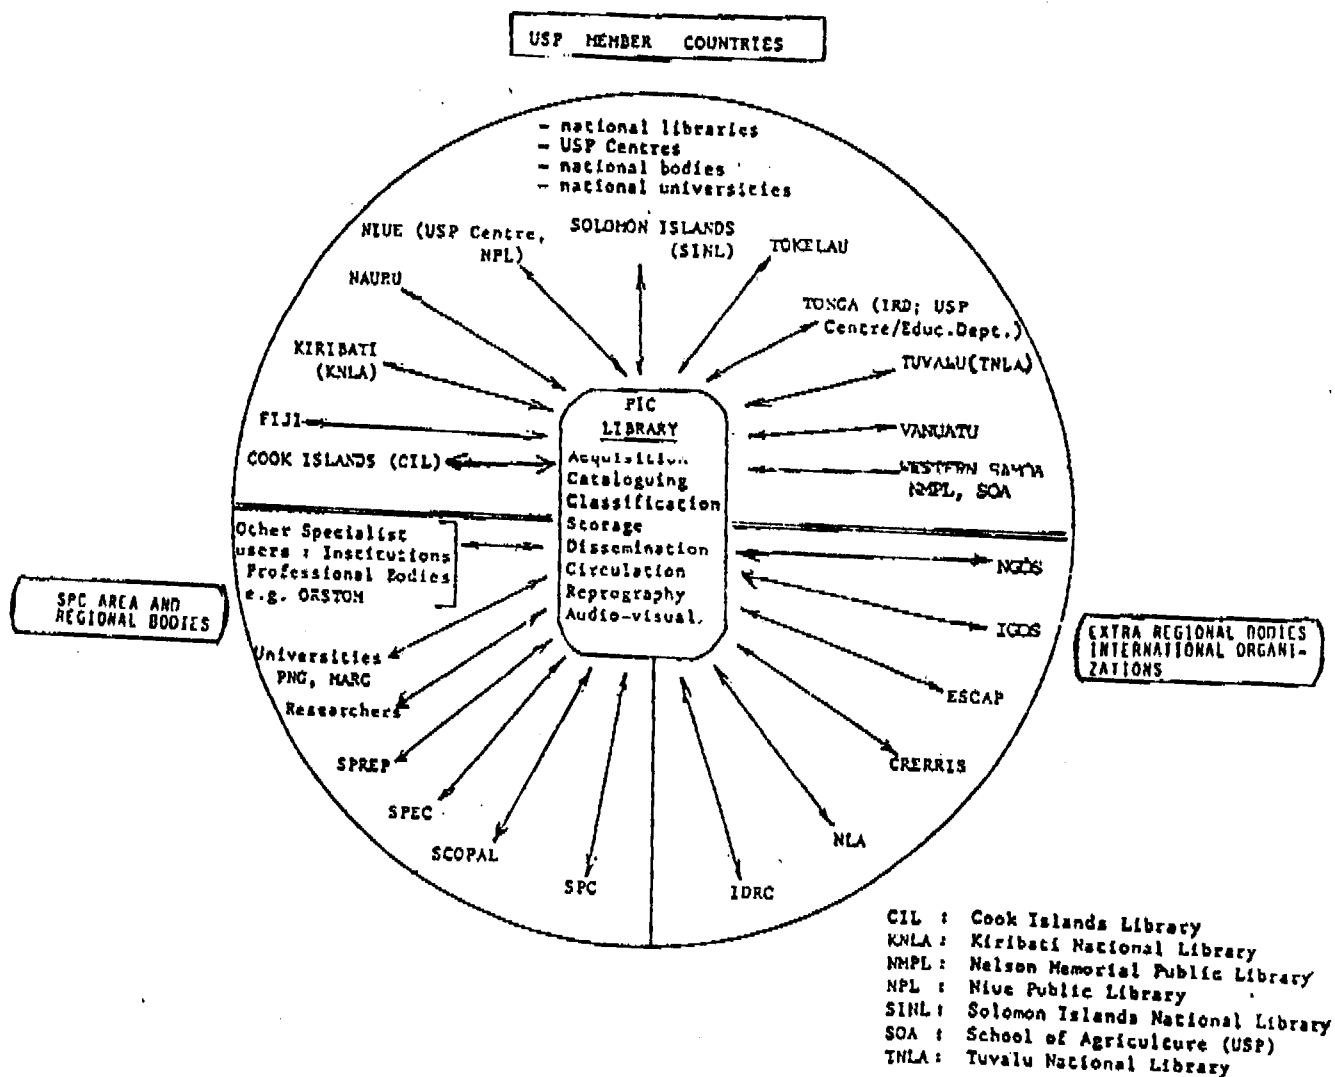 USP MEMBER COUNTRIES
- national libraries
- USP Centres
- national bodies
- national universities
NIUE (USP Centre,
NPL)
SOLOMON ISLANDS
(SINL)
TOKELAU
NAURU
TONGA (IRD; USP
Centre/Educ.Dept.)
KIRIBATI
(KNLA)
TUVALU(TNLA)
FIJI
VANUATU
COOK ISLANDS (CIL)
WESTERN SAMOA
NMPL, SOA
PIC
LIBRARY
Acquisition
Cataloguing
Classification
Storage
Dissemination
Circulation
Reprography
Audio-visual.
Other Specialist
users : Institutions
Professional Bodies
e.g. ORSTOM
SPC AREA AND
REGIONAL BODIES
Universities
PNG, MARG
Researchers
SPREP
SPEC
SCOPAL
SPC
NGOS
IGOS
EXTRA REGIONAL BODIES
INTERNATIONAL ORGANI-
ZATIONS
ESCAP
CRERRIS
NLA
IDRC
CIL : Cook Islands Library
KNLA : Kiribati National Library
NMPL : Nelson Memorial Public Library
NPL : Niue Public Library
SINL : Solomon Islands National Library
SOA : School of Agriculture (USP)
TNLA : Tuvalu National Library